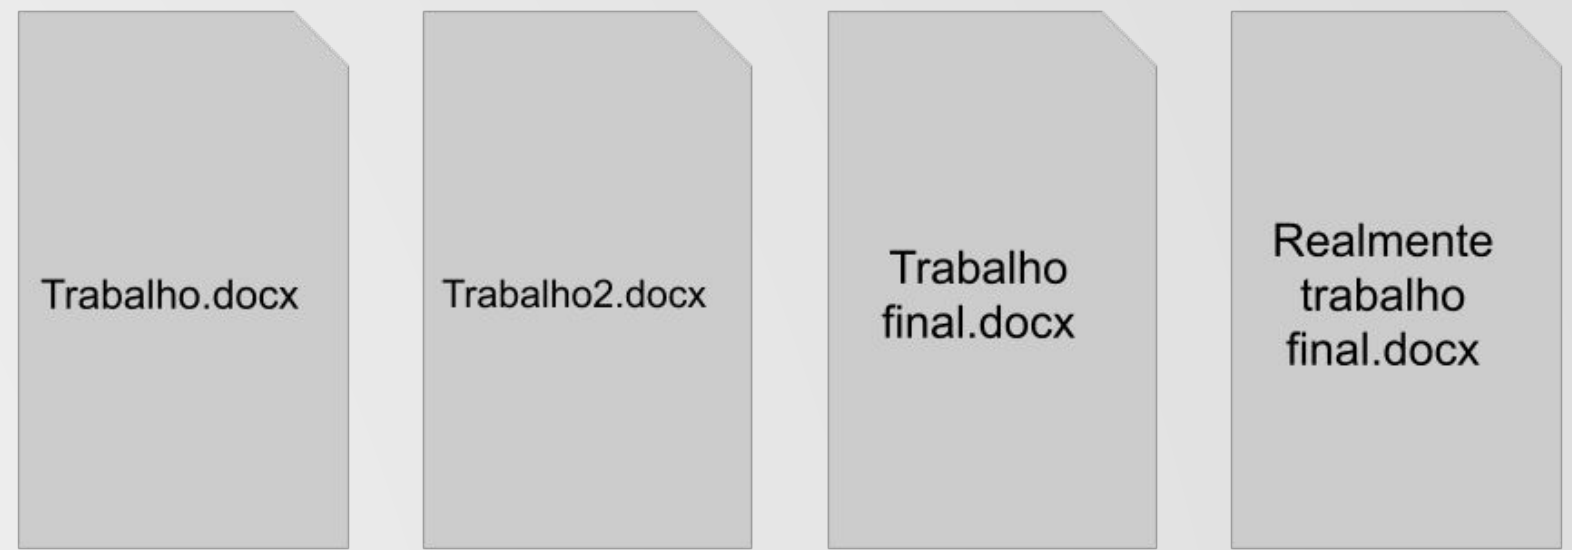 Trabalho.docx
Trabalho2.docx
Trabalho
final.docx
Realmente
trabalho
final.docx